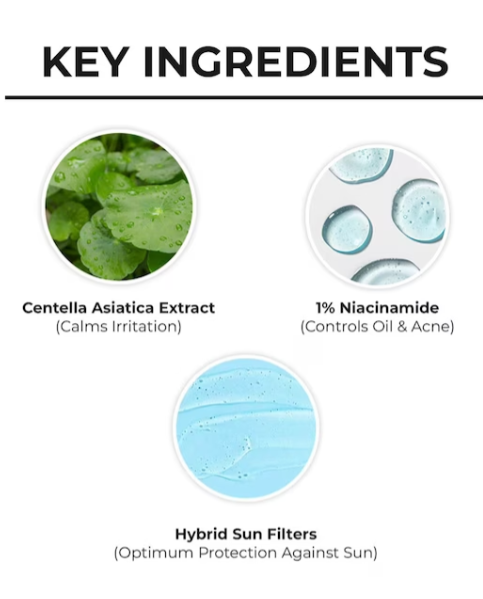 KEY INGREDIENTS
Centella Asiatica Extract
(Calms Irritation)
1% Niacinamide
(Controls Oil & Acne)
Hybrid Sun Filters
(Optimum Protection Against Sun)